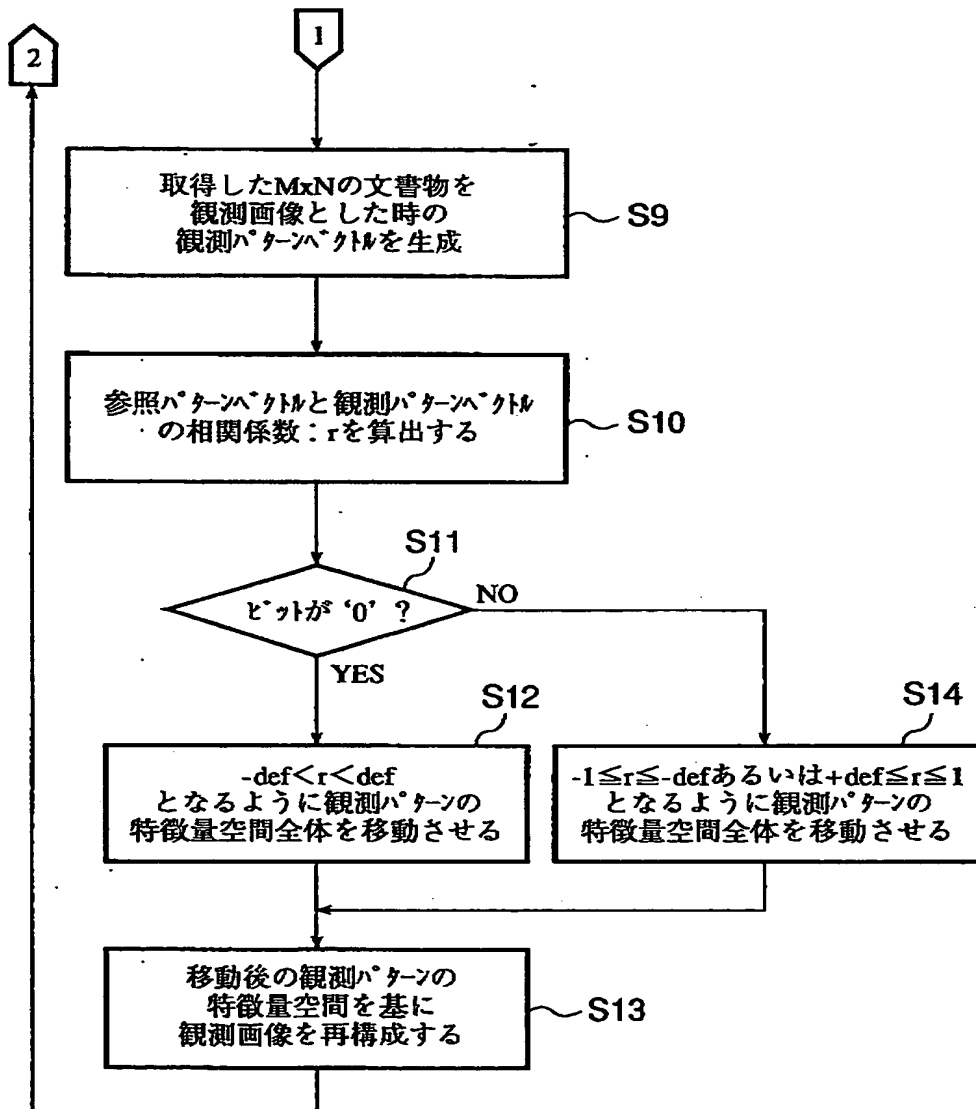 2
1
取得したMxNの文書物を
観測画像とした時の
観測ﾊﾟﾀｰﾝﾍﾞｸﾄﾙを生成
S9
参照ﾊﾟﾀｰﾝﾍﾞｸﾄﾙと観測ﾊﾟﾀｰﾝﾍﾞｸﾄﾙ
の相関係数：rを算出する
S10
S11
ﾋﾞｯﾄが‘0’？
NO
YES
S12
-def<r<def
となるように観測ﾊﾟﾀｰﾝの
特徴量空間全体を移動させる
S14
-1≦r≦-defあるいは+def≦r≦1
となるように観測ﾊﾟﾀｰﾝの
特徴量空間全体を移動させる
移動後の観測ﾊﾟﾀｰﾝの
特徴量空間を基に
観測画像を再構成する
S13